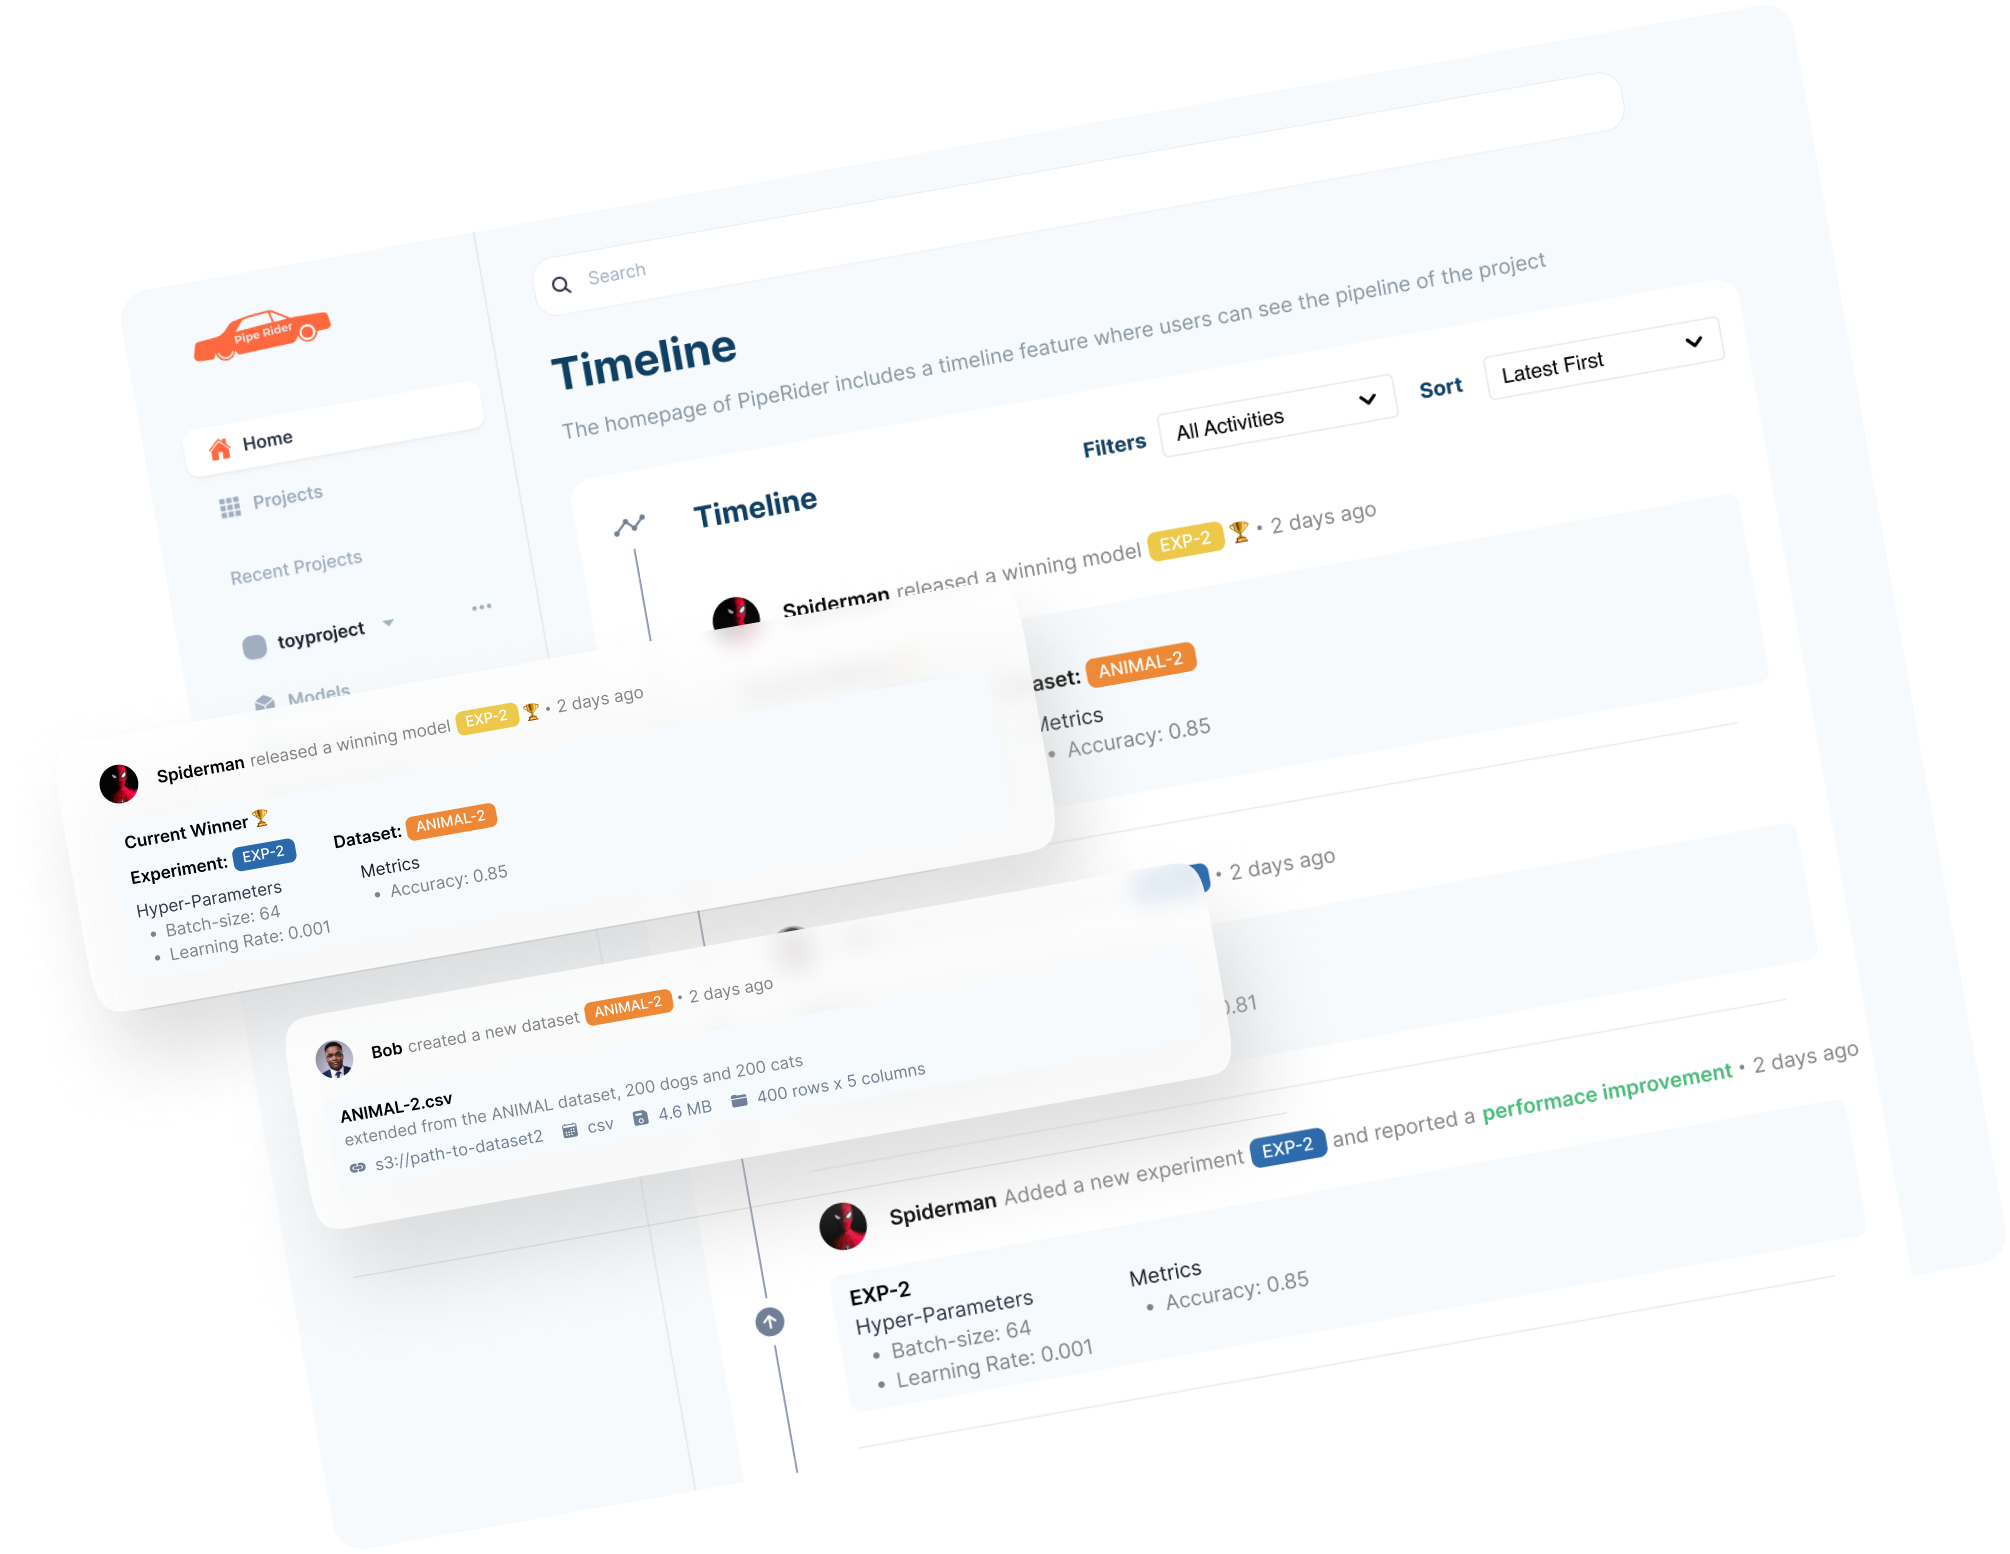 Pipe Rider
Search
Home
Projects
Recent Projects
toyproject
Models
Timeline
The homepage of PipeRider includes a timeline feature where users can see the pipeline of the project
Filters All Activities Sort Latest First
Timeline
Spiderman released a winning model EXP-2 🏆 • 2 days ago
aset: ANIMAL-2
Metrics
• Accuracy: 0.85
Spiderman released a winning model EXP-2 🏆 • 2 days ago
Current Winner 🏆
Experiment: EXP-2
Hyper-Parameters
• Batch-size: 64
• Learning Rate: 0.001
Dataset: ANIMAL-2
Metrics
• Accuracy: 0.85
• 2 days ago
0.81
Bob created a new dataset ANIMAL-2 • 2 days ago
ANIMAL-2.csv
extended from the ANIMAL dataset, 200 dogs and 200 cats
s3://path-to-dataset2 csv 4.6 MB 400 rows x 5 columns
Spiderman Added a new experiment EXP-2 and reported a performace improvement • 2 days ago
EXP-2
Hyper-Parameters
• Batch-size: 64
• Learning Rate: 0.001
Metrics
• Accuracy: 0.85